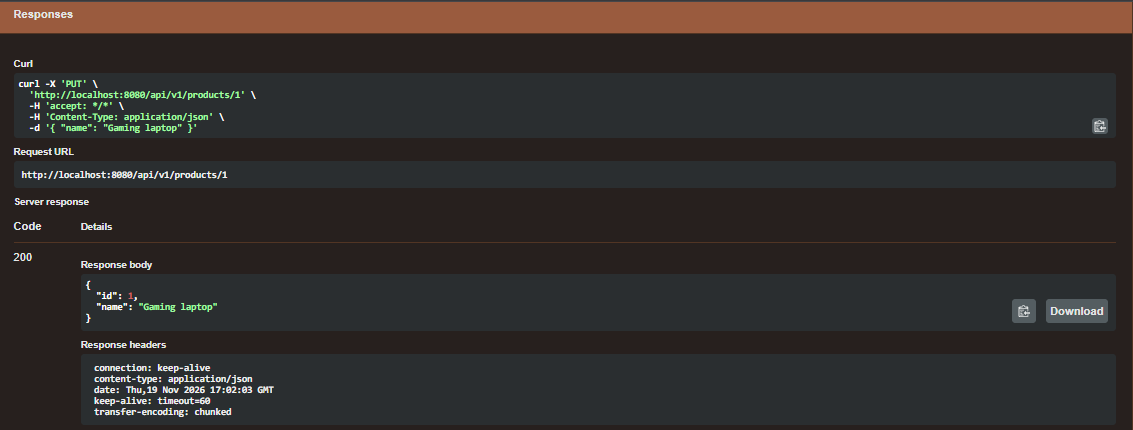 Responses
Curl
curl -X 'PUT' \
  'http://localhost:8080/api/v1/products/1' \
  -H 'accept: */*' \
  -H 'Content-Type: application/json' \
  -d '{ "name": "Gaming laptop" }'
Request URL
http://localhost:8080/api/v1/products/1
Server response
Code Details
200
Response body
{
  "id": 1,
  "name": "Gaming laptop"
}
Download
Response headers
connection: keep-alive
content-type: application/json
date: Thu,19 Nov 2026 17:02:03 GMT
keep-alive: timeout=60
transfer-encoding: chunked